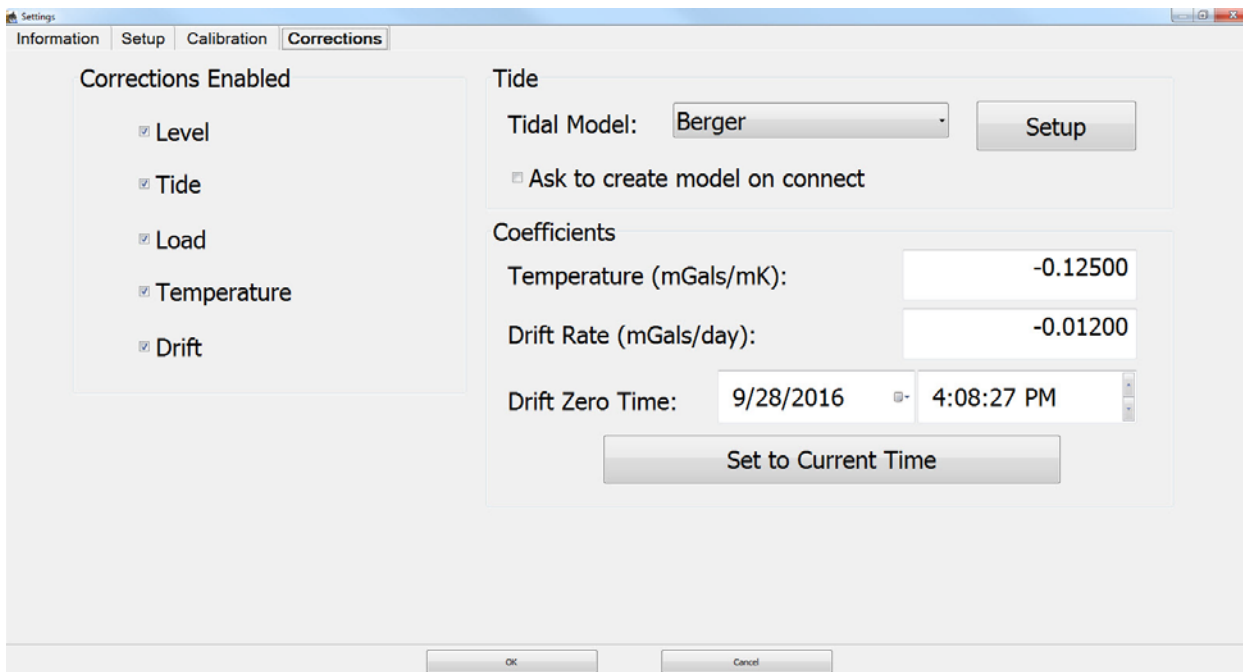 Settings
Information Setup Calibration Corrections
Corrections Enabled
Level
Tide
Load
Temperature
Drift
Tide
Tidal Model: Berger Setup
Ask to create model on connect
Coefficients
Temperature (mGals/mK): -0.12500
Drift Rate (mGals/day): -0.01200
Drift Zero Time: 9/28/2016 4:08:27 PM
Set to Current Time
OK Cancel